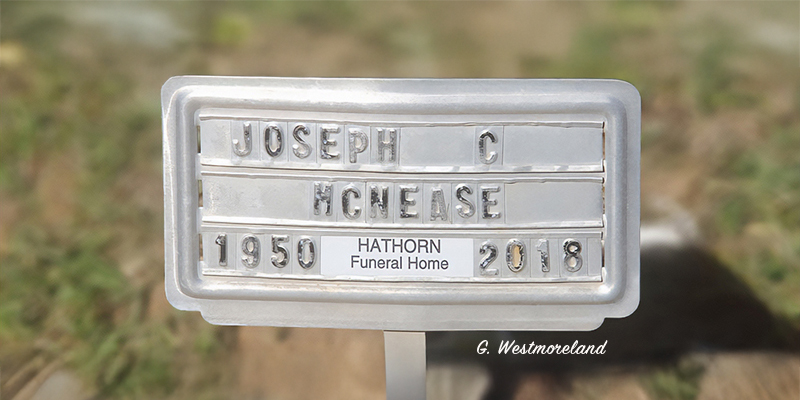 JOSEPH C
MCNEASE
1950 HATHORN Funeral Home 2018
G. Westmoreland